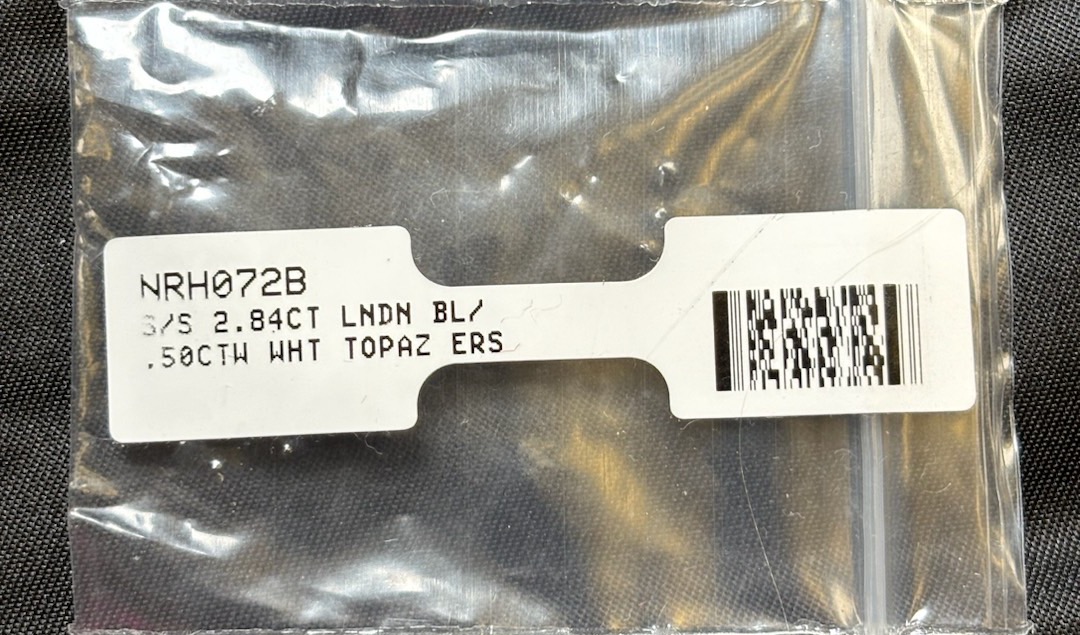 NRH072B
S/S 2.84CT LNDN BL/
.50CTW WHT TOPAZ ERS